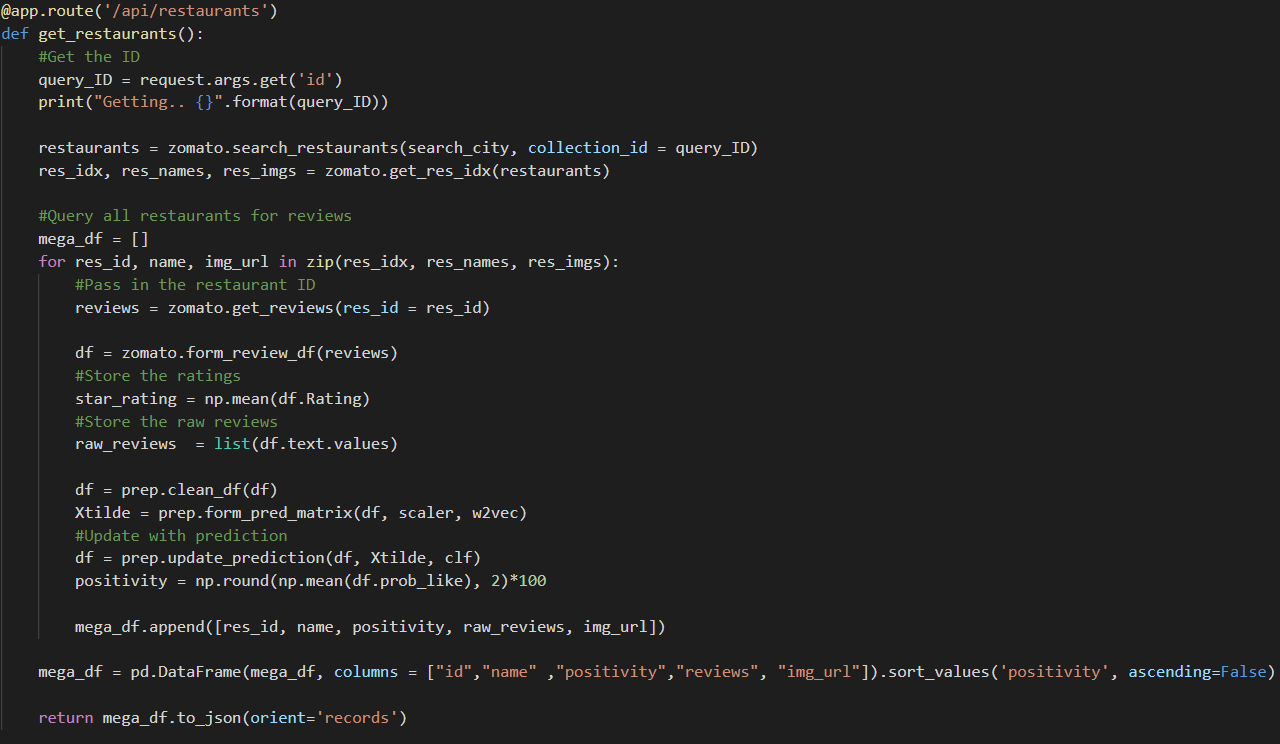 @app.route('/api/restaurants')
def get_restaurants():
    #Get the ID
    query_ID = request.args.get('id')
    print("Getting.. {}".format(query_ID))

    restaurants = zomato.search_restaurants(search_city, collection_id = query_ID)
    res_idx, res_names, res_imgs = zomato.get_res_idx(restaurants)

    #Query all restaurants for reviews
    mega_df = []
    for res_id, name, img_url in zip(res_idx, res_names, res_imgs):
        #Pass in the restaurant ID
        reviews = zomato.get_reviews(res_id = res_id)

        df = zomato.form_review_df(reviews)
        #Store the ratings
        star_rating = np.mean(df.Rating)
        #Store the raw reviews
        raw_reviews  = list(df.text.values)

        df = prep.clean_df(df)
        Xtilde = prep.form_pred_matrix(df, scaler, w2vec)
        #Update with prediction
        df = prep.update_prediction(df, Xtilde, clf)
        positivity = np.round(np.mean(df.prob_like), 2)*100

        mega_df.append([res_id, name, positivity, raw_reviews, img_url])

    mega_df = pd.DataFrame(mega_df, columns = ["id","name" ,"positivity","reviews", "img_url"]).sort_values('positivity', ascending=False)

    return mega_df.to_json(orient='records')